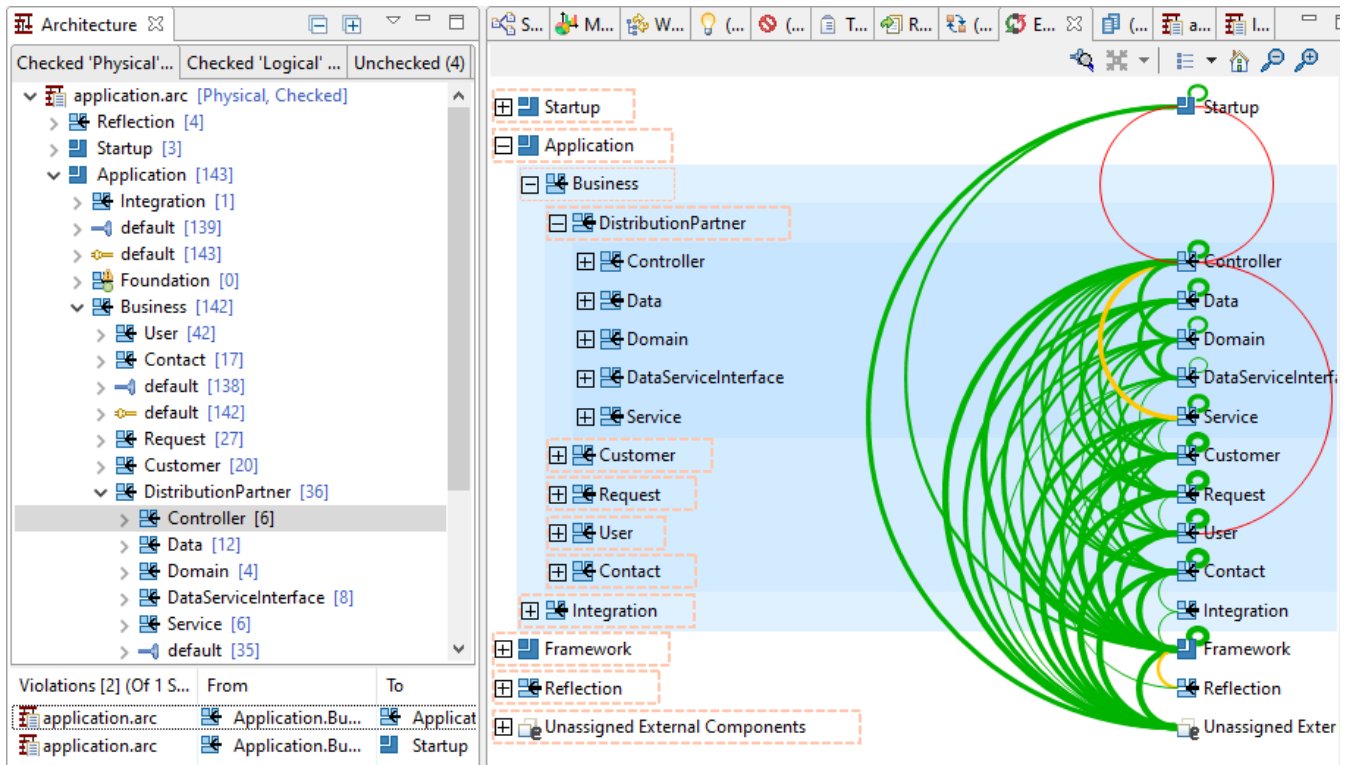 Architecture
Checked 'Physical'... Checked 'Logical' ... Unchecked (4)
application.arc [Physical, Checked]
Reflection [4]
Startup [3]
Application [143]
Integration [1]
default [139]
default [143]
Foundation [0]
Business [142]
User [42]
Contact [17]
default [138]
default [142]
Request [27]
Customer [20]
DistributionPartner [36]
Controller [6]
Data [12]
Domain [4]
DataServiceInterface [8]
Service [6]
default [35]
Violations [2] (Of 1 S... From To
application.arc Application.Bu... Applicat
application.arc Application.Bu... Startup
S... M... W... (... (... T... R... (... E... (... a... I...
Startup
Application
Business
DistributionPartner
Controller
Data
Domain
DataServiceInterface
Service
Customer
Request
User
Contact
Integration
Framework
Reflection
Unassigned External Components
Startup
Controller
Data
Domain
DataServiceInterfa
Service
Customer
Request
User
Contact
Integration
Framework
Reflection
Unassigned Exter